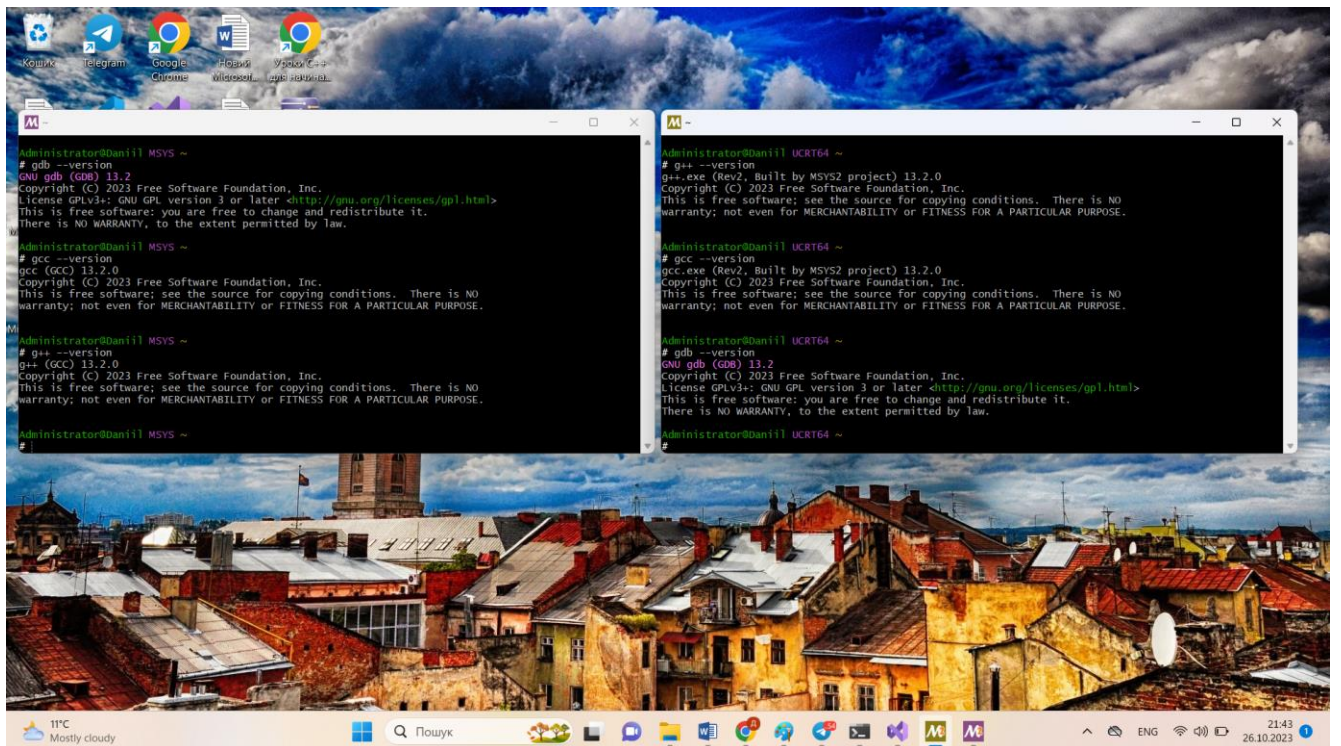 Кошик
Telegram
Google
Chrome
Новий
Microsof...
Уроки C++
для начина...
~
Administrator@Daniil MSYS ~
# gdb --version
GNU gdb (GDB) 13.2
Copyright (C) 2023 Free Software Foundation, Inc.
License GPLv3+: GNU GPL version 3 or later <http://gnu.org/licenses/gpl.html>
This is free software: you are free to change and redistribute it.
There is NO WARRANTY, to the extent permitted by law.
Administrator@Daniil MSYS ~
# gcc --version
gcc (GCC) 13.2.0
Copyright (C) 2023 Free Software Foundation, Inc.
This is free software; see the source for copying conditions.  There is NO
warranty; not even for MERCHANTABILITY or FITNESS FOR A PARTICULAR PURPOSE.
Administrator@Daniil MSYS ~
# g++ --version
g++ (GCC) 13.2.0
Copyright (C) 2023 Free Software Foundation, Inc.
This is free software; see the source for copying conditions.  There is NO
warranty; not even for MERCHANTABILITY or FITNESS FOR A PARTICULAR PURPOSE.
Administrator@Daniil MSYS ~
#
~
Administrator@Daniil UCRT64 ~
# g++ --version
g++.exe (Rev2, Built by MSYS2 project) 13.2.0
Copyright (C) 2023 Free Software Foundation, Inc.
This is free software; see the source for copying conditions.  There is NO
warranty; not even for MERCHANTABILITY or FITNESS FOR A PARTICULAR PURPOSE.
Administrator@Daniil UCRT64 ~
# gcc --version
gcc.exe (Rev2, Built by MSYS2 project) 13.2.0
Copyright (C) 2023 Free Software Foundation, Inc.
This is free software; see the source for copying conditions.  There is NO
warranty; not even for MERCHANTABILITY or FITNESS FOR A PARTICULAR PURPOSE.
Administrator@Daniil UCRT64 ~
# gdb --version
GNU gdb (GDB) 13.2
Copyright (C) 2023 Free Software Foundation, Inc.
License GPLv3+: GNU GPL version 3 or later <http://gnu.org/licenses/gpl.html>
This is free software: you are free to change and redistribute it.
There is NO WARRANTY, to the extent permitted by law.
Administrator@Daniil UCRT64 ~
#
11°C
Mostly cloudy
Пошук
ENG
21:43
26.10.2023